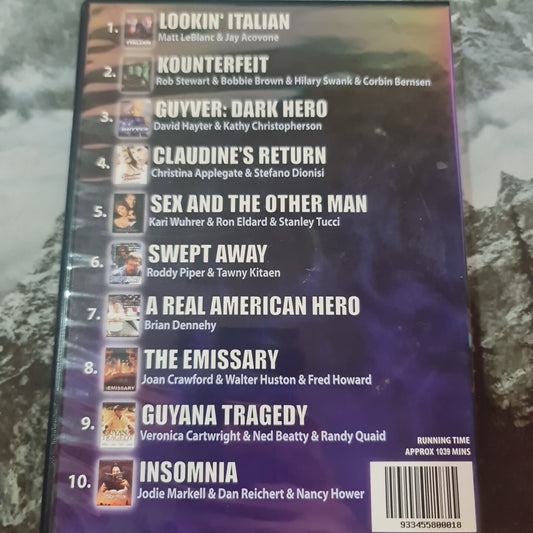 1. LOOKIN' ITALIAN
Matt LeBlanc & Jay Acovone
2. KOUNTERFEIT
Rob Stewart & Bobbie Brown & Hilary Swank & Corbin Bernsen
3. GUYVER: DARK HERO
David Hayter & Kathy Christopherson
4. CLAUDINE'S RETURN
Christina Applegate & Stefano Dionisi
5. SEX AND THE OTHER MAN
Kari Wuhrer & Ron Eldard & Stanley Tucci
6. SWEPT AWAY
Roddy Piper & Tawny Kitaen
7. A REAL AMERICAN HERO
Brian Dennehy
8. THE EMISSARY
EMISSARY
Joan Crawford & Walter Huston & Fred Howard
9. GUYANA TRAGEDY
Veronica Cartwright & Ned Beatty & Randy Quaid
10. INSOMNIA
Jodie Markell & Dan Reichert & Nancy Hower
RUNNING TIME
APPROX 1039 MINS
933455800018